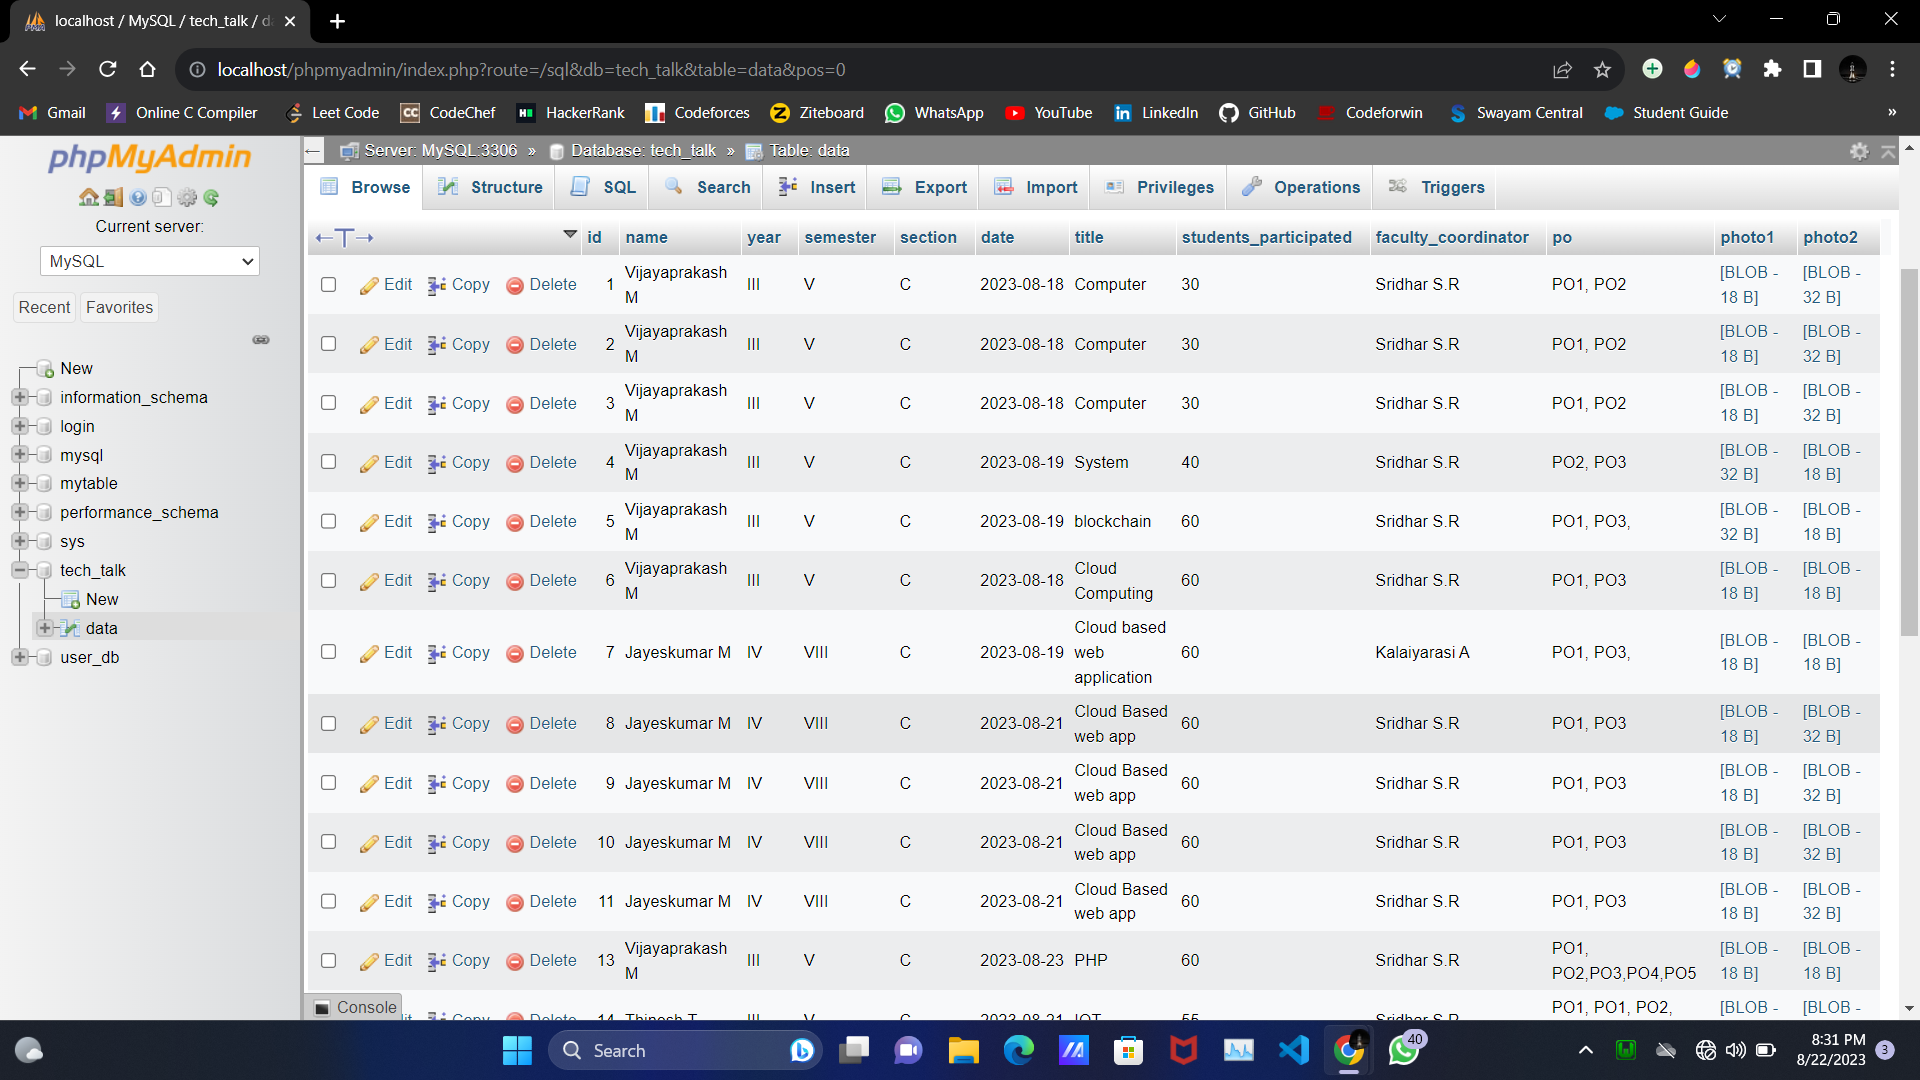 localhost / MySQL / tech_talk / da
localhost/phpmyadmin/index.php?route=/sql&db=tech_talk&table=data&pos=0
Gmail Online C Compiler Leet Code CodeChef HackerRank Codeforces Ziteboard WhatsApp YouTube LinkedIn GitHub Codeforwin Swayam Central Student Guide »
phpMyAdmin
Current server:
MySQL
Recent Favorites
New
information_schema
login
mysql
mytable
performance_schema
sys
tech_talk
New
data
user_db
Server: MySQL:3306 » Database: tech_talk » Table: data
Browse Structure SQL Search Insert Export Import Privileges Operations Triggers
←T→ id name year semester section date title students_participated faculty_coordinator po photo1 photo2
Edit Copy Delete 1 Vijayaprakash M III V C 2023-08-18 Computer 30 Sridhar S.R PO1, PO2 [BLOB - 18 B] [BLOB - 32 B]
Edit Copy Delete 2 Vijayaprakash M III V C 2023-08-18 Computer 30 Sridhar S.R PO1, PO2 [BLOB - 18 B] [BLOB - 32 B]
Edit Copy Delete 3 Vijayaprakash M III V C 2023-08-18 Computer 30 Sridhar S.R PO1, PO2 [BLOB - 18 B] [BLOB - 32 B]
Edit Copy Delete 4 Vijayaprakash M III V C 2023-08-19 System 40 Sridhar S.R PO2, PO3 [BLOB - 32 B] [BLOB - 18 B]
Edit Copy Delete 5 Vijayaprakash M III V C 2023-08-19 blockchain 60 Sridhar S.R PO1, PO3, [BLOB - 32 B] [BLOB - 18 B]
Edit Copy Delete 6 Vijayaprakash M III V C 2023-08-18 Cloud Computing 60 Sridhar S.R PO1, PO3 [BLOB - 18 B] [BLOB - 18 B]
Edit Copy Delete 7 Jayeskumar M IV VIII C 2023-08-19 Cloud based web application 60 Kalaiyarasi A PO1, PO3, [BLOB - 18 B] [BLOB - 18 B]
Edit Copy Delete 8 Jayeskumar M IV VIII C 2023-08-21 Cloud Based web app 60 Sridhar S.R PO1, PO3 [BLOB - 18 B] [BLOB - 32 B]
Edit Copy Delete 9 Jayeskumar M IV VIII C 2023-08-21 Cloud Based web app 60 Sridhar S.R PO1, PO3 [BLOB - 18 B] [BLOB - 32 B]
Edit Copy Delete 10 Jayeskumar M IV VIII C 2023-08-21 Cloud Based web app 60 Sridhar S.R PO1, PO3 [BLOB - 18 B] [BLOB - 32 B]
Edit Copy Delete 11 Jayeskumar M IV VIII C 2023-08-21 Cloud Based web app 60 Sridhar S.R PO1, PO3 [BLOB - 18 B] [BLOB - 32 B]
Edit Copy Delete 13 Vijayaprakash M III V C 2023-08-23 PHP 60 Sridhar S.R PO1, PO2,PO3,PO4,PO5 [BLOB - 18 B] [BLOB - 18 B]
Copy Delete 14 Thinesh T III V C 2023-08-21 IOT 55 Sridhar S.R PO1, PO1, PO2, [BLOB - [BLOB -
Console
Search
40
8:31 PM
8/22/2023
3